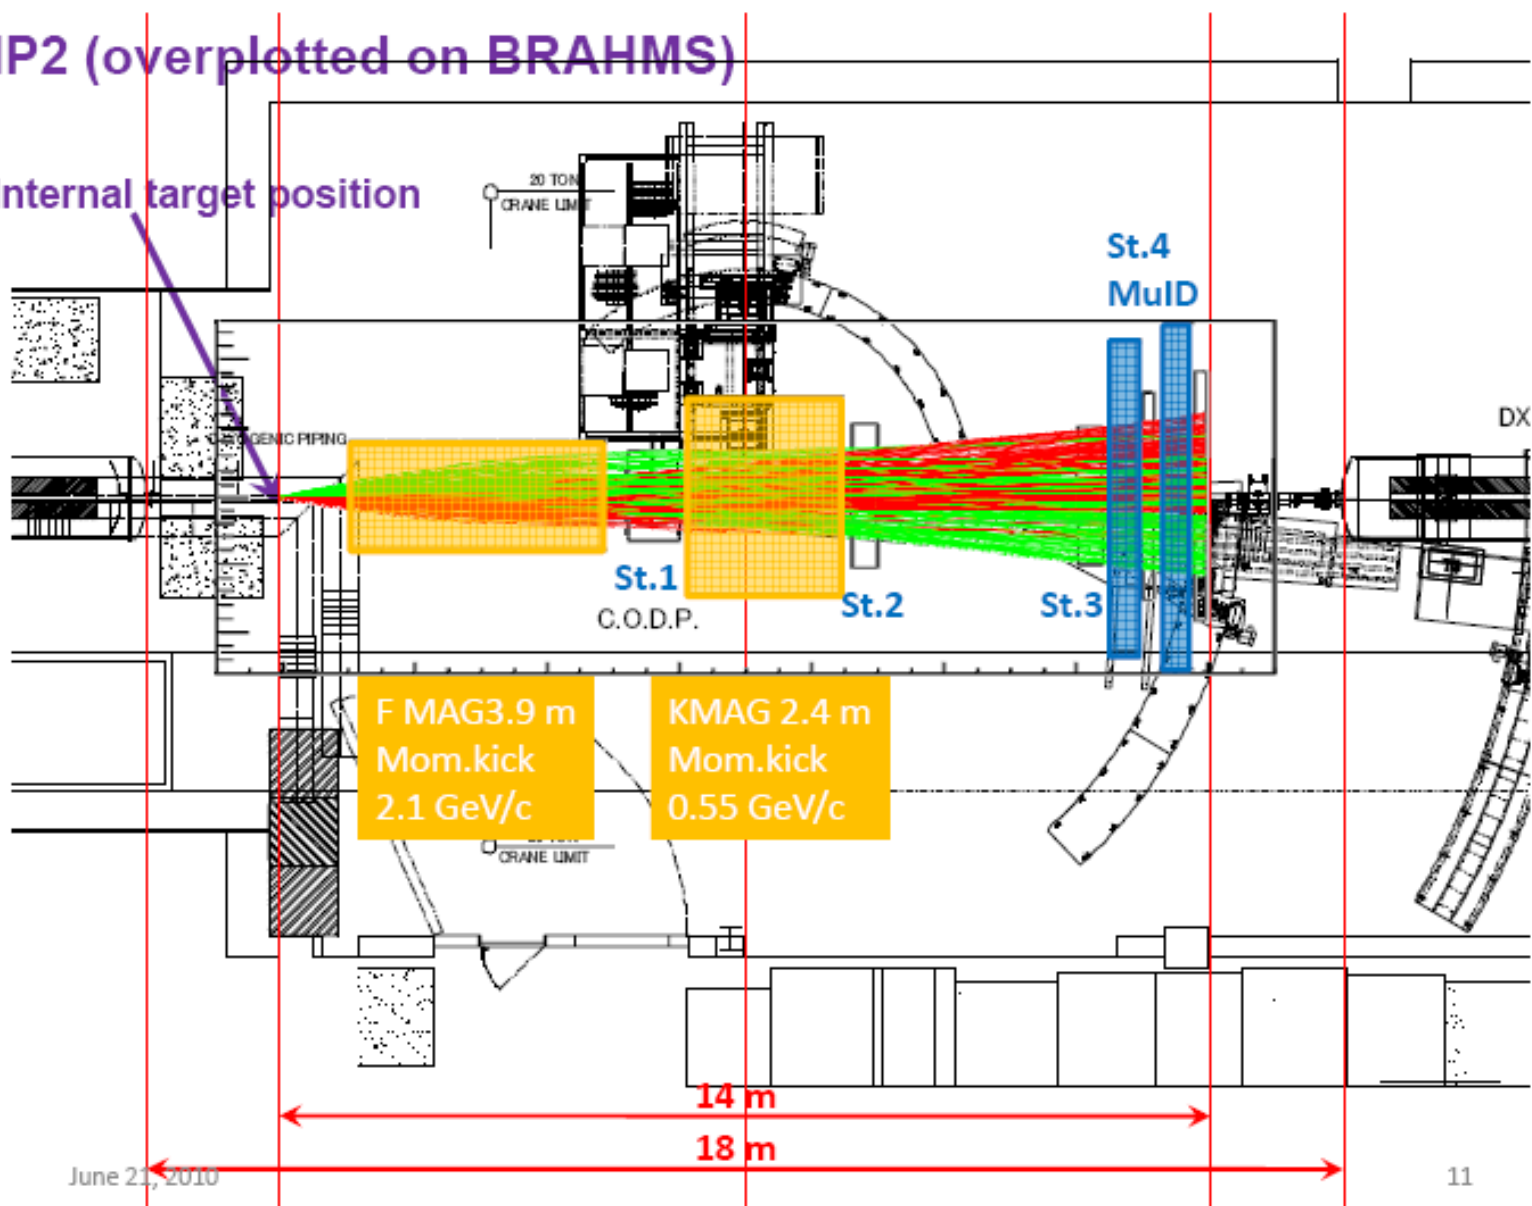 IP2 (overplotted on BRAHMS)
Internal target position
20 TON
CRANE LIMIT
St.4
MuID
GENIC PIPING
DX
St.1
St.2
St.3
C.O.D.P.
F MAG3.9 m
Mom.kick
2.1 GeV/c
KMAG 2.4 m
Mom.kick
0.55 GeV/c
CRANE LIMIT
14 m
18 m
June 21, 2010
11